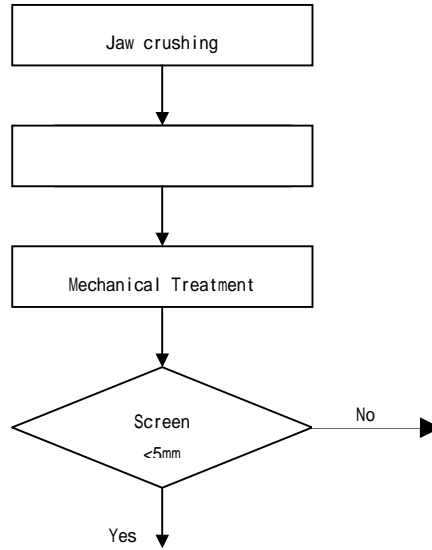 Jaw crushing
Mechanical Treatment
Screen
<5mm
No
Yes